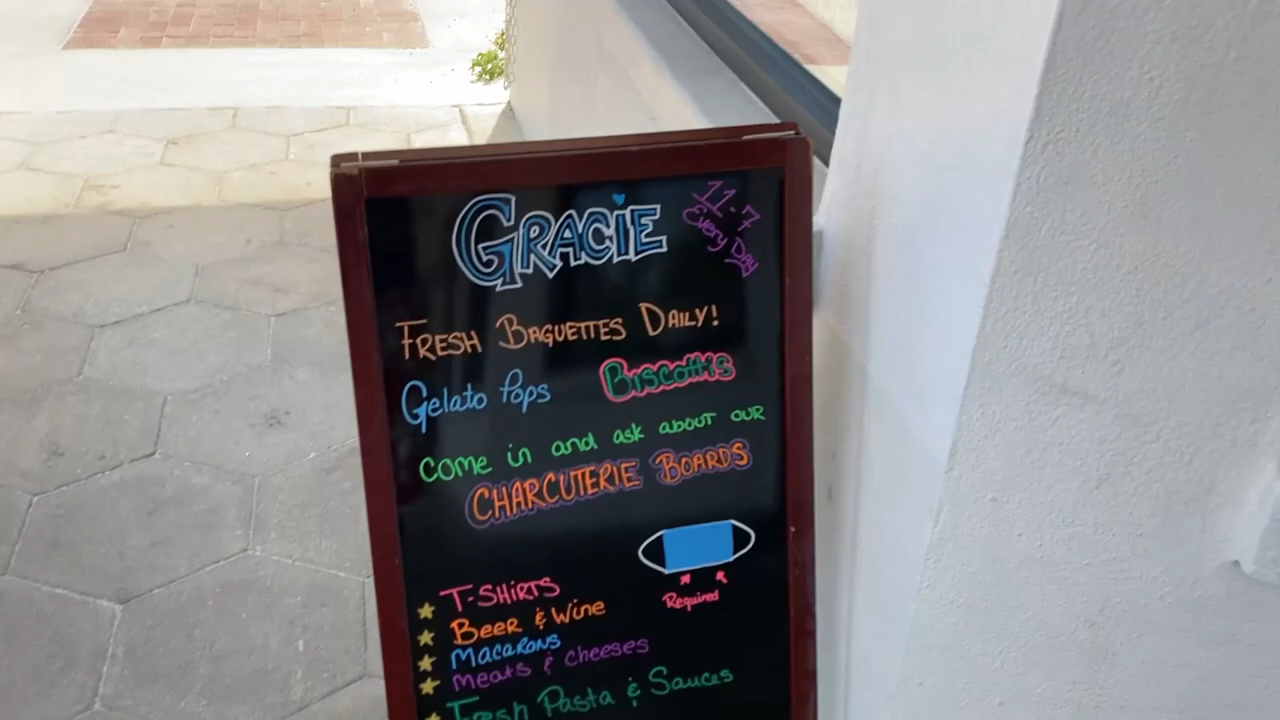 GRACIE
11-7
Every Day
FRESH BAGUETTES DAILY!
Gelato Pops
Biscottis
come in and ask about our
CHARCUTERIE BOARDS
Required
T-SHIRTS
Beer & Wine
Macarons
Meats & cheeses
Fresh Pasta & Sauces